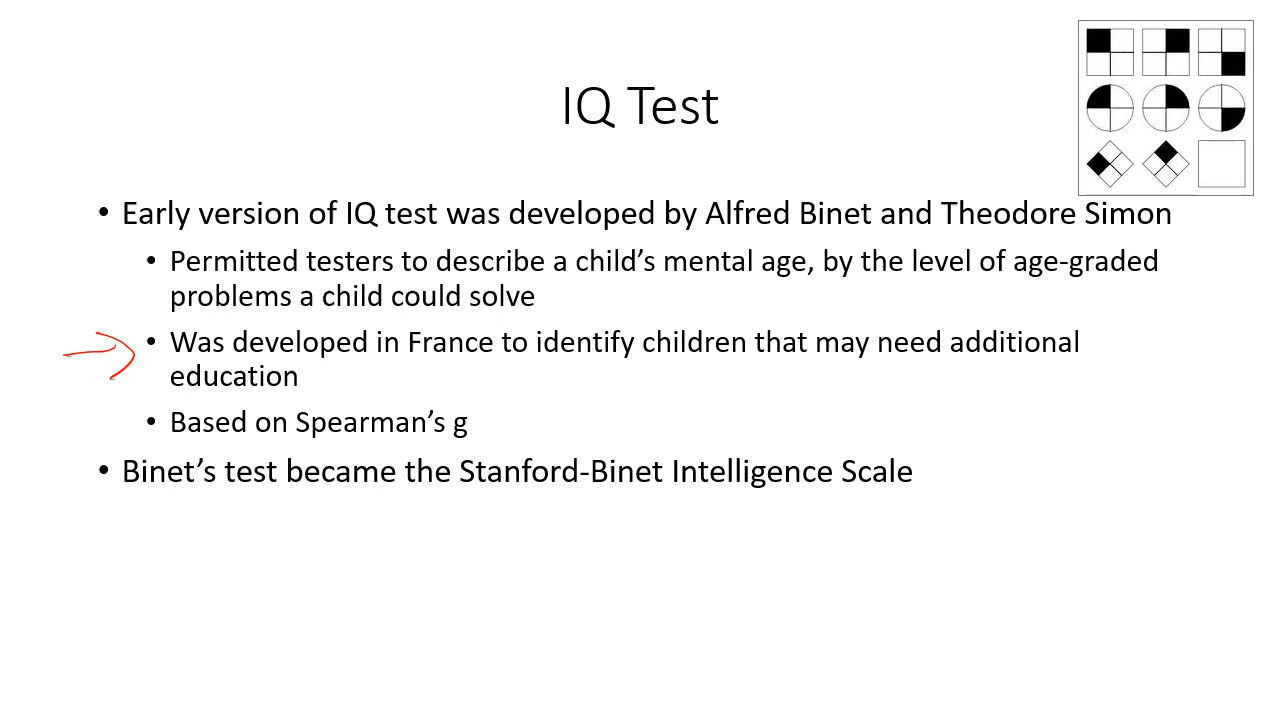 IQ Test
• Early version of IQ test was developed by Alfred Binet and Theodore Simon
• Permitted testers to describe a child’s mental age, by the level of age-graded
problems a child could solve
• Was developed in France to identify children that may need additional
education
• Based on Spearman’s g
• Binet’s test became the Stanford-Binet Intelligence Scale